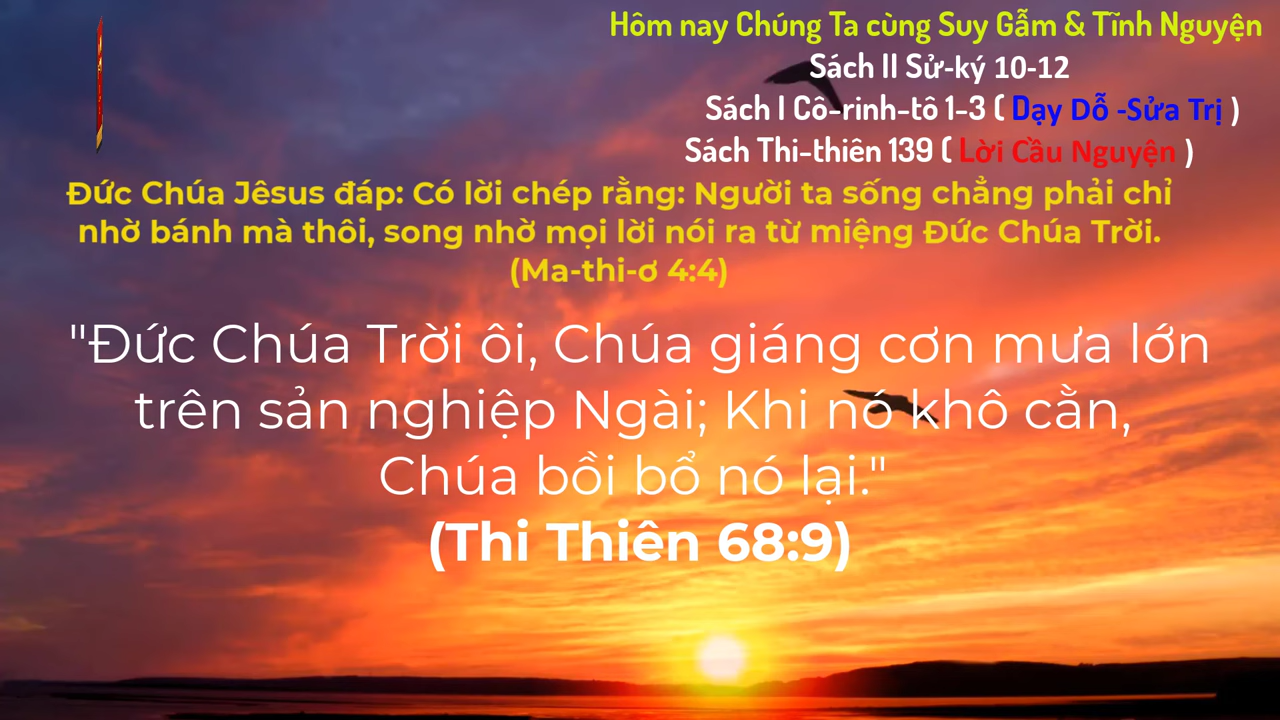 Hôm nay Chúng Ta cùng Suy Gẫm & Tĩnh Nguyện
Sách II Sử-ký 10-12
Sách I Cô-rinh-tô 1-3 ( Dạy Dỗ -Sửa Trị )
Sách Thi-thiên 139 ( Lời Cầu Nguyện )
Đức Chúa Jêsus đáp: Có lời chép rằng: Người ta sống chẳng phải chỉ
nhờ bánh mà thôi, song nhờ mọi lời nói ra từ miệng Đức Chúa Trời.
(Ma-thi-ơ 4:4)
"Đức Chúa Trời ôi, Chúa giáng cơn mưa lớn
trên sản nghiệp Ngài; Khi nó khô cằn,
Chúa bồi bổ nó lại."
(Thi Thiên 68:9)